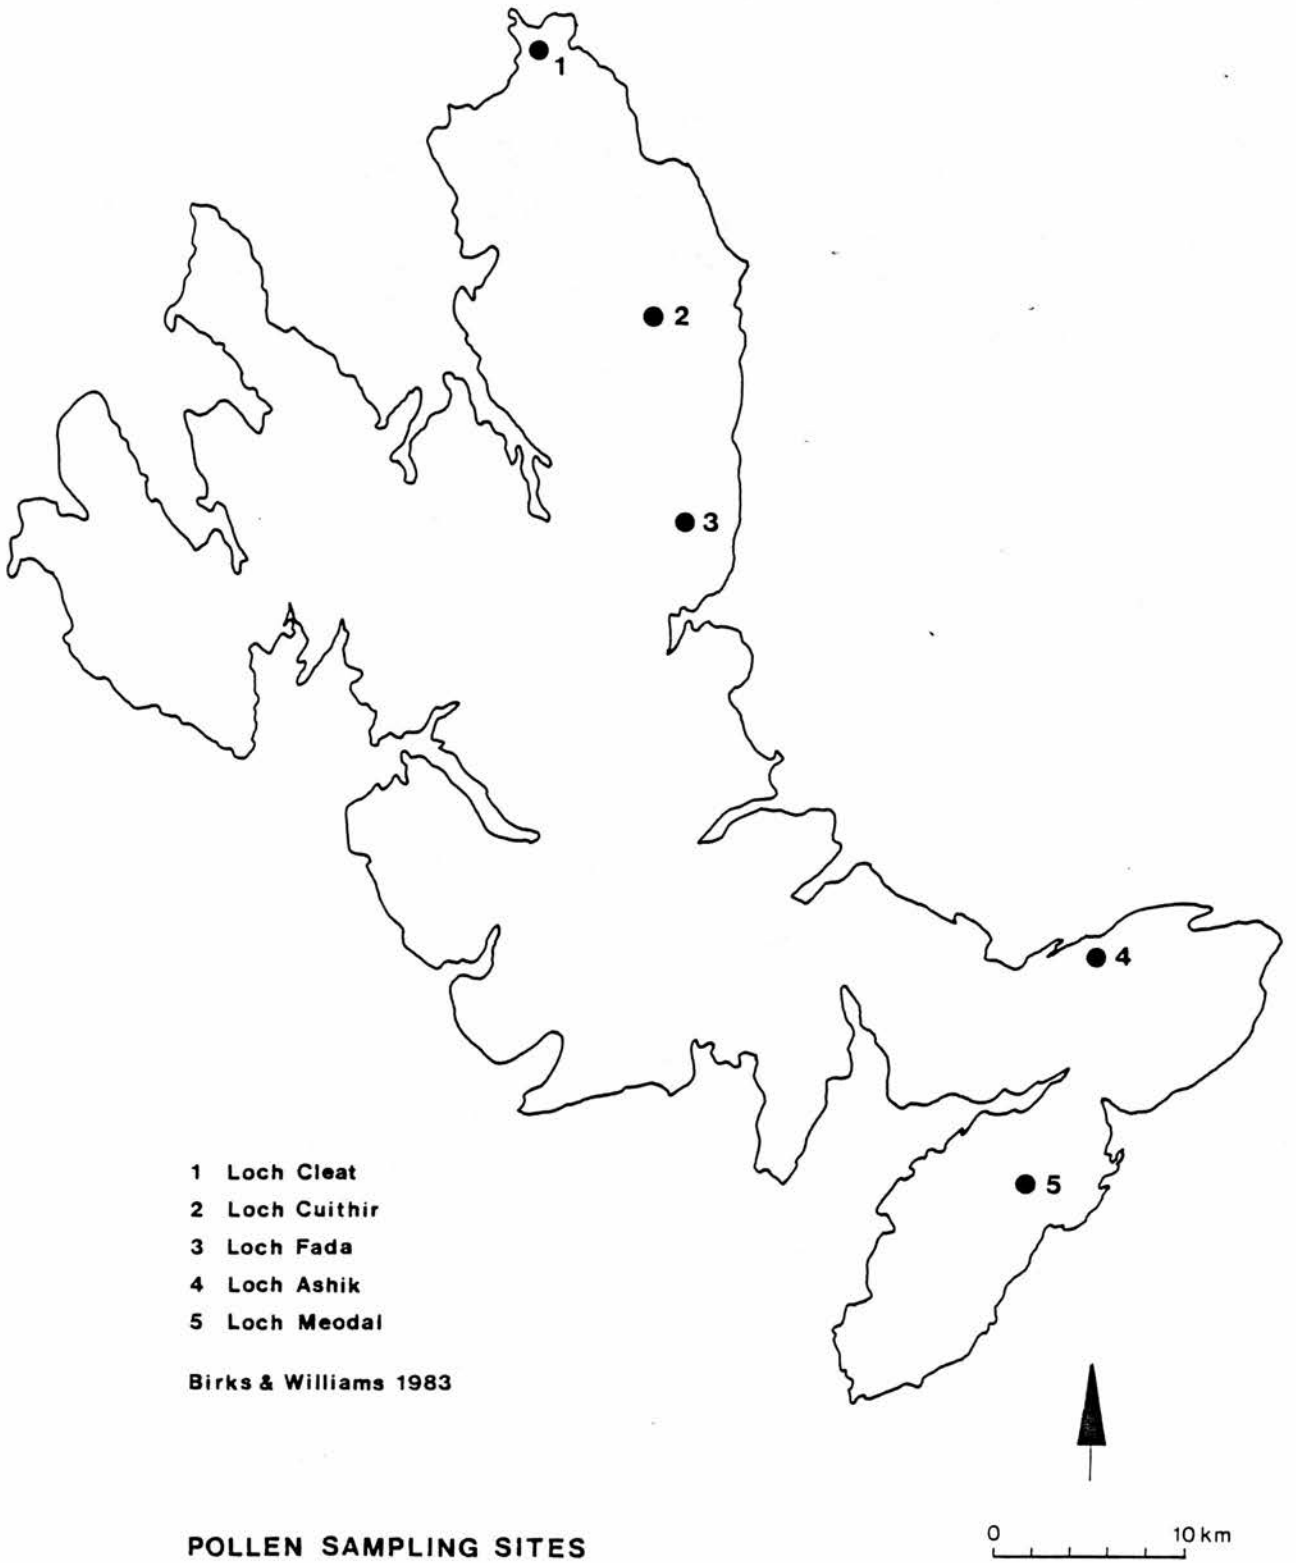 1
2
3
4
5
1 Loch Cleat
2 Loch Cuithir
3 Loch Fada
4 Loch Ashik
5 Loch Meodal
Birks & Williams 1983
POLLEN SAMPLING SITES
0 10 km